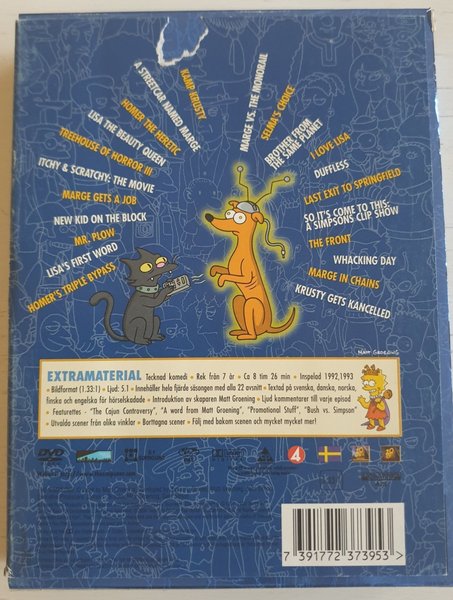 KAMP KRUSTY
A STREETCAR NAMED
MARGE
HOMER THE HERETIC
LISA THE BEAUTY QUEEN
TREEHOUSE OF HORROR III
ITCHY & SCRATCHY: THE MOVIE
MARGE GETS A JOB
NEW KID ON THE BLOCK
MR. PLOW
LISA'S FIRST WORD
HOMER'S TRIPLE BYPASS
MARGE VS. THE MONORAIL
SELMA'S CHOICE
BROTHER FROM
THE SAME PLANET
I LOVE LISA
DUFFLESS
LAST EXIT TO SPRINGFIELD
SO IT'S COME TO THIS:
A SIMPSONS CLIP SHOW
THE FRONT
WHACKING DAY
MARGE IN CHAINS
KRUSTY GETS KANCELLED
MATT GROENING
EXTRAMATERIAL Tecknad komedi • Rek från 7 år • Ca 8 tim 26 min • Inspelad 1992,1993
• Bildformat (1.33:1) • Ljud: 5.1 • Innehåller hela fjärde säsongen med alla 22 avsnitt • Textad på svenska, danska, norska,
finska och engelska för hörselskadade • Introduktion av skaparen Matt Groening • Ljud kommentarer till varje episod •
Featurettes - "The Cajun Controversy", "A word from Matt Groening", "Promotional Stuff", "Bush vs. Simpson"
• Utvalda scener från olika vinklar • Borttagna scener • Följ med bakom scenen och mycket mycket mer!
DVD
4
7 391772 373953 >